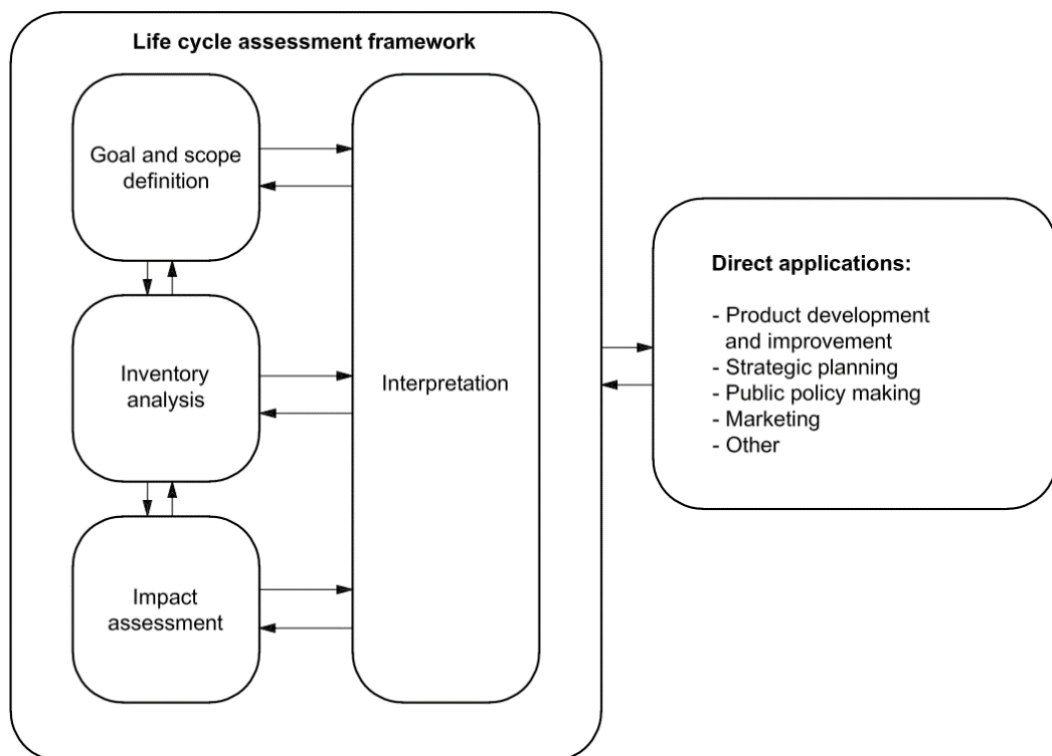 Life cycle assessment framework
Goal and scope
definition
Inventory
analysis
Impact
assessment
Interpretation
Direct applications:
- Product development
and improvement
- Strategic planning
- Public policy making
- Marketing
- Other